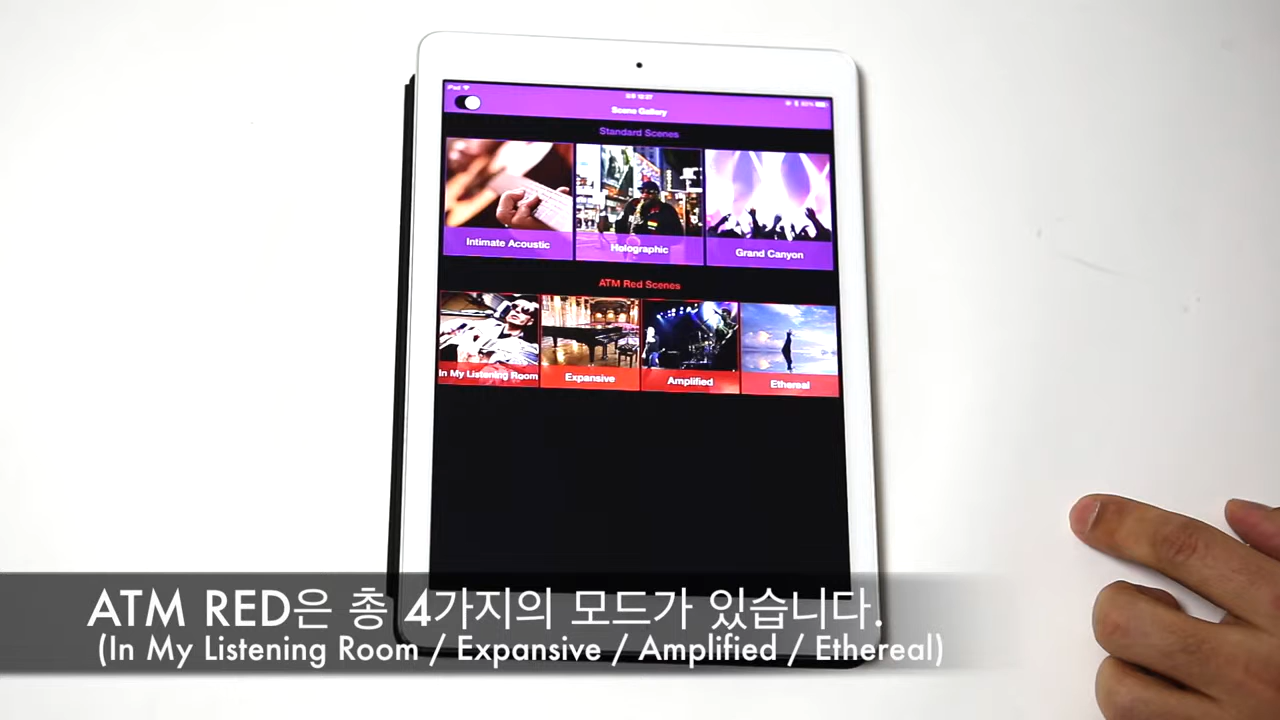 iPad
Scene Gallery
Standard Scenes
Intimate Acoustic
Holographic
Grand Canyon
ATM Red Scenes
In My Listening Room
Expansive
Amplified
Ethereal
ATM RED은 총 4가지의 모드가 있습니다.
(In My Listening Room / Expansive / Amplified / Ethereal)